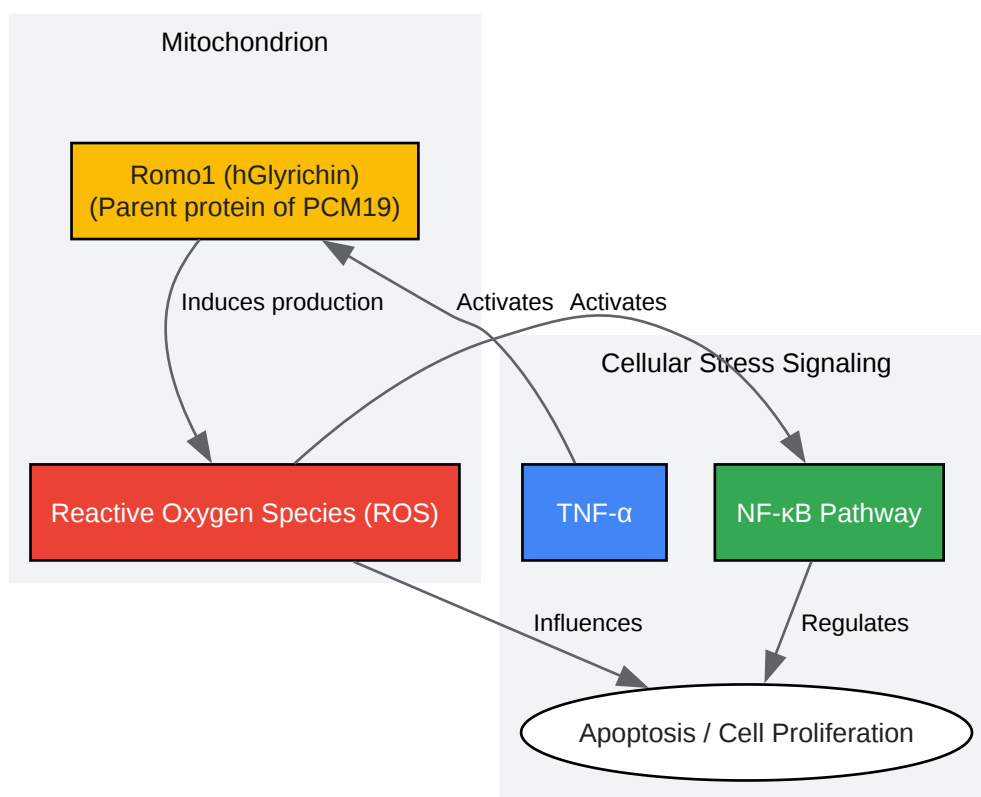 Mitochondrion
Romo1 (hGlyrichin)
(Parent protein of PCM19)
Induces production
Activates
Activates
Cellular Stress Signaling
Reactive Oxygen Species (ROS)
TNF-α
NF-κB Pathway
Influences
Regulates
Apoptosis / Cell Proliferation